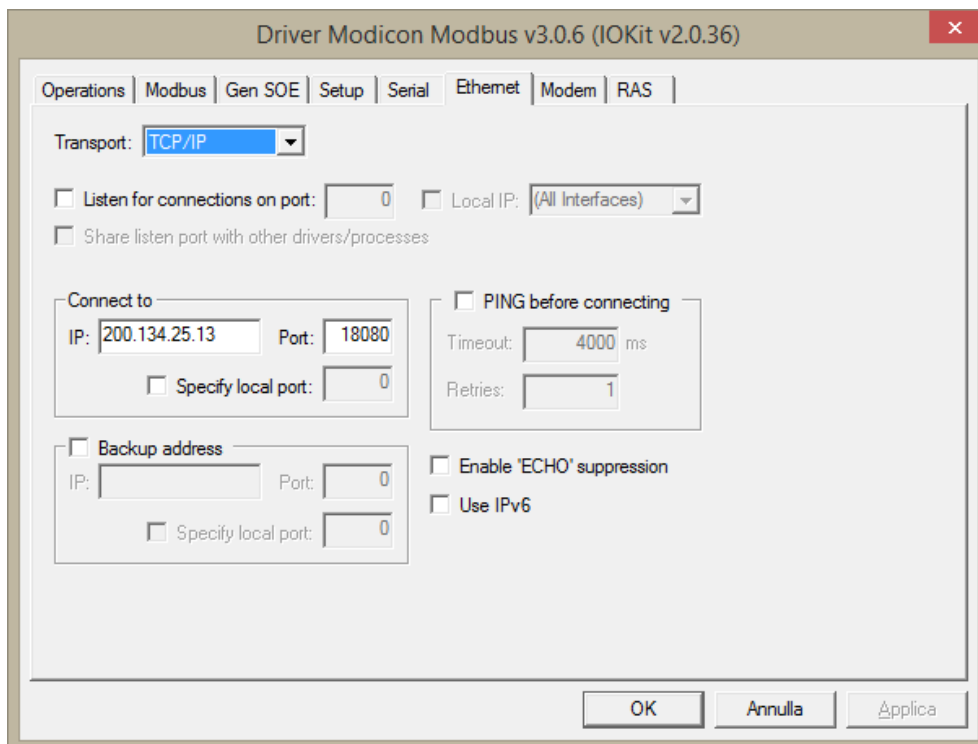 Driver Modicon Modbus v3.0.6 (IOKit v2.0.36)
Operations Modbus Gen SOE Setup Serial Ethernet Modem RAS
Transport: TCP/IP
Listen for connections on port: 0 Local IP: (All Interfaces)
Share listen port with other drivers/processes
Connect to
IP: 200.134.25.13 Port: 18080
Specify local port: 0
PING before connecting
Timeout: 4000 ms
Retries: 1
Backup address
IP: Port: 0
Specify local port: 0
Enable "ECHO" suppression
Use IPv6
OK Annulla Applica